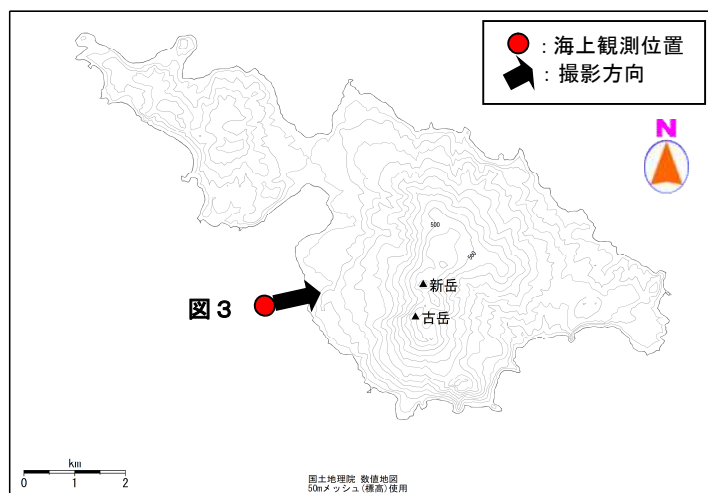 ：海上観測位置
：撮影方向
N
500
500
▲新岳
▲古岳
図３
km
0 1 2
国土地理院 数値地図
50mメッシュ（標高）使用